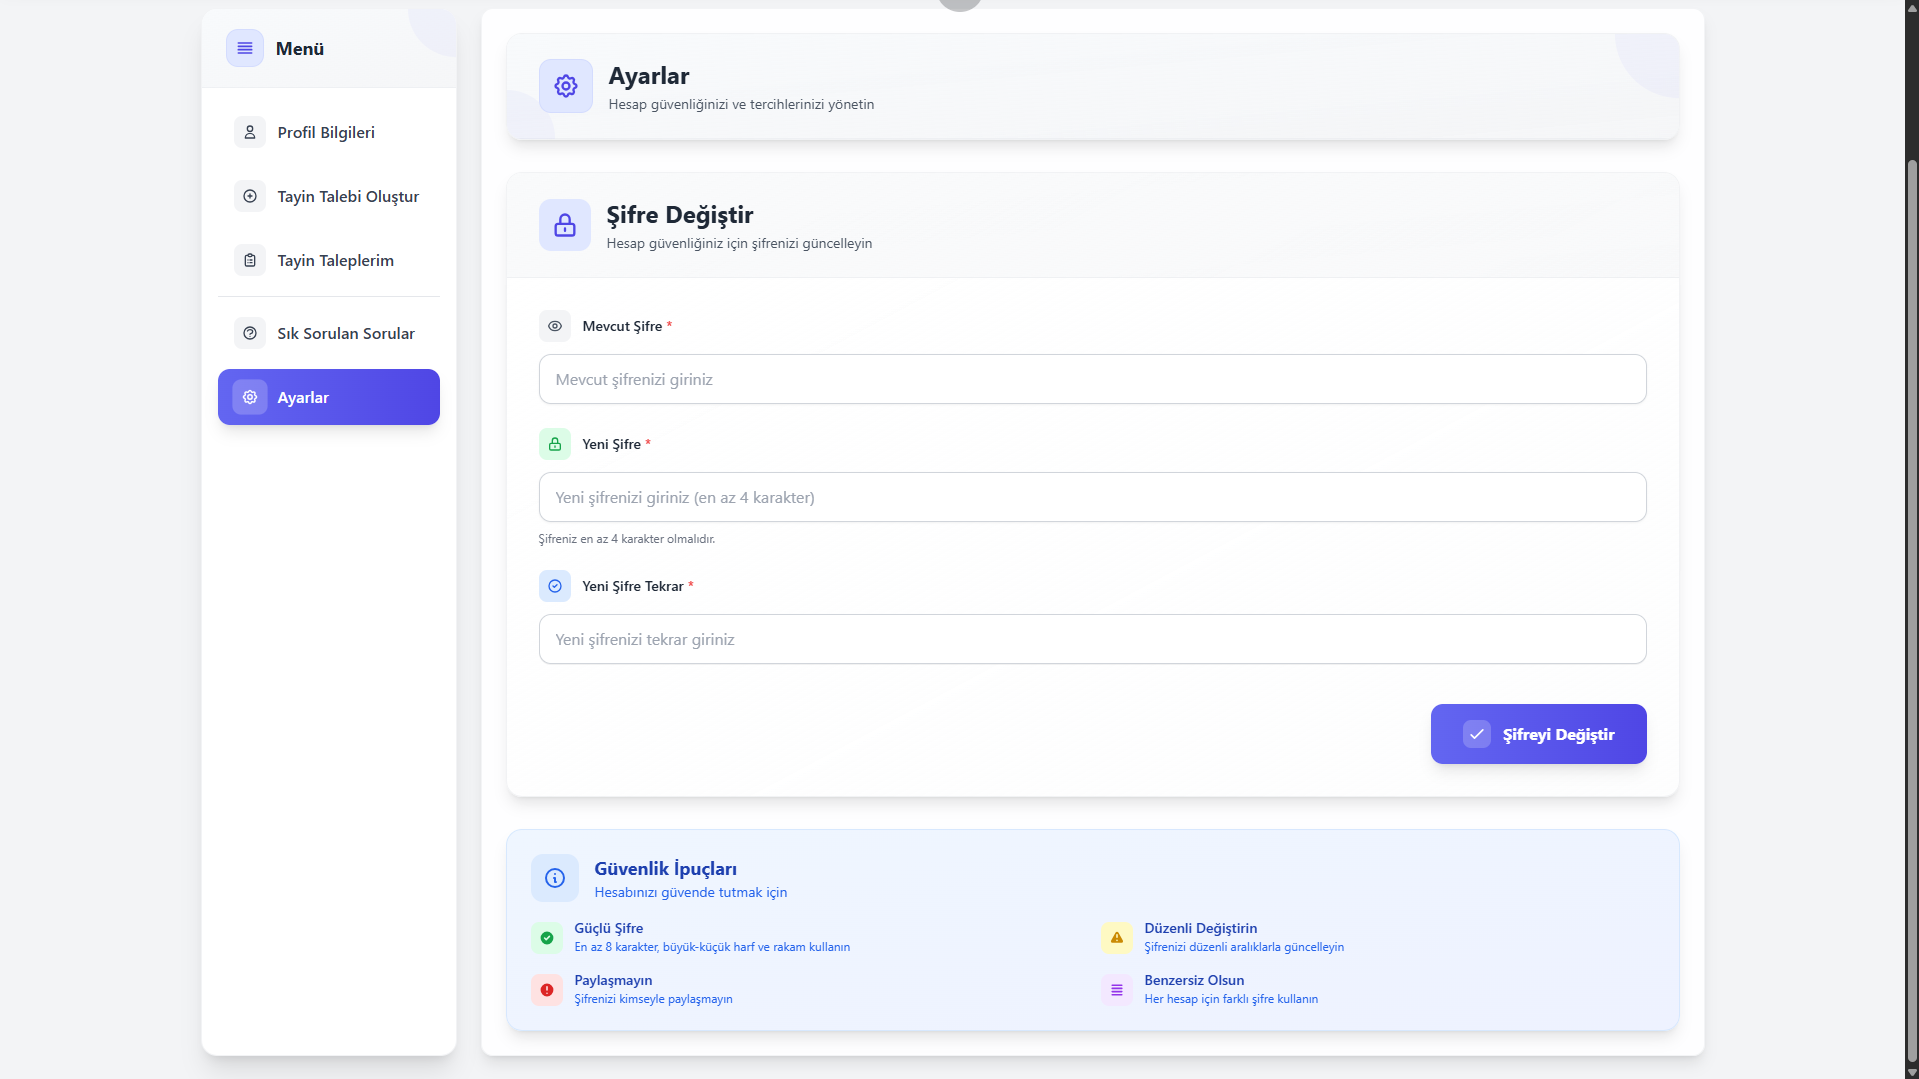 Menü
Profil Bilgileri
Tayin Talebi Oluştur
Tayin Taleplerim
Sık Sorulan Sorular
Ayarlar
Ayarlar
Hesap güvenliğinizi ve tercihlerinizi yönetin
Şifre Değiştir
Hesap güvenliğiniz için şifrenizi güncelleyin
Mevcut Şifre *
Mevcut şifrenizi giriniz
Yeni Şifre *
Yeni şifrenizi giriniz (en az 4 karakter)
Şifreniz en az 4 karakter olmalıdır.
Yeni Şifre Tekrar *
Yeni şifrenizi tekrar giriniz
Şifreyi Değiştir
Güvenlik İpuçları
Hesabınızı güvende tutmak için
Güçlü Şifre
En az 8 karakter, büyük-küçük harf ve rakam kullanın
Düzenli Değiştirin
Şifrenizi düzenli aralıklarla güncelleyin
Paylaşmayın
Şifrenizi kimseyle paylaşmayın
Benzersiz Olsun
Her hesap için farklı şifre kullanın